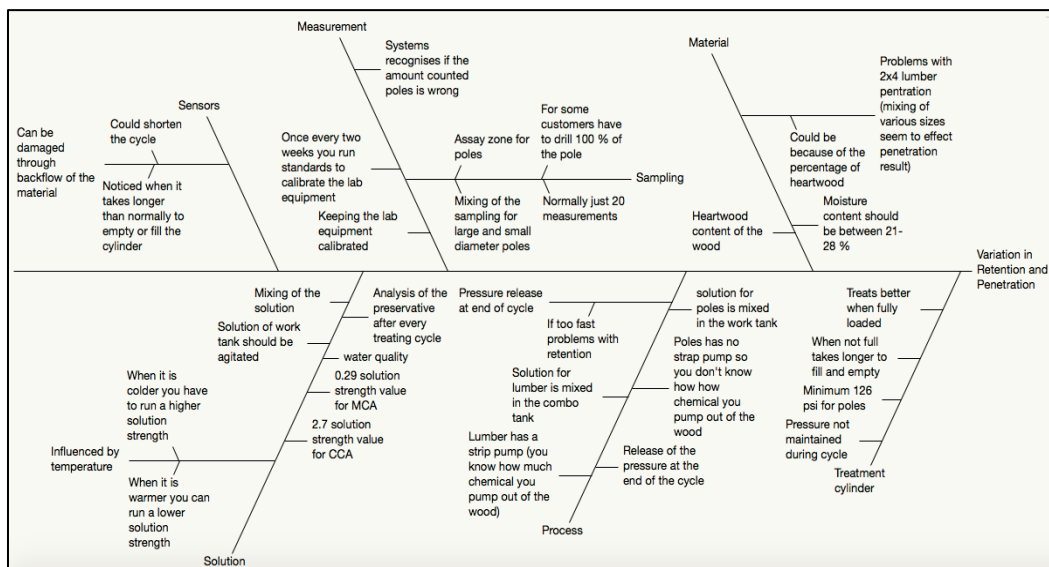 Measurement
Systems
recognises if the
amount counted
poles is wrong
Once every two
weeks you run
standards to
calibrate the lab
equipment
Keeping the lab
equipment
calibrated
Assay zone for
poles
Mixing of the
sampling for
large and small
diameter poles
For some
customers have
to drill 100 % of
the pole
Normally just 20
measurements
Sampling
Sensors
Can be
damaged
through
backflow of the
material
Could shorten
the cycle
Noticed when it
takes longer
than normally to
empty or fill the
cylinder
Material
Problems with
2x4 lumber
pentration
(mixing of
various sizes
seem to effect
penetration
result)
Could be
because of the
percentage of
heartwood
Heartwood
content of the
wood
Moisture
content should
be between 21-
28 %
Variation in
Retention and
Penetration
Mixing of the
solution
Solution of work
tank should be
agitated
Analysis of the
preservative
after every
treating cycle
water quality
0.29 solution
strength value
for MCA
2.7 solution
strength value
for CCA
When it is
colder you have
to run a higher
solution
strength
Influenced by
temperature
When it is
warmer you can
run a lower
solution
strength
Solution
Pressure release
at end of cycle
If too fast
problems with
retention
solution for
poles is mixed
in the work tank
Solution for
lumber is mixed
in the combo
tank
Poles has no
strap pump so
you don't know
how how
chemical you
pump out of the
wood
Lumber has a
strip pump (you
know how much
chemical you
pump out of the
wood)
Release of the
pressure at the
end of the cycle
Process
Treats better
when fully
loaded
When not full
takes longer to
fill and empty
Minimum 126
psi for poles
Pressure not
maintained
during cycle
Treatment
cylinder